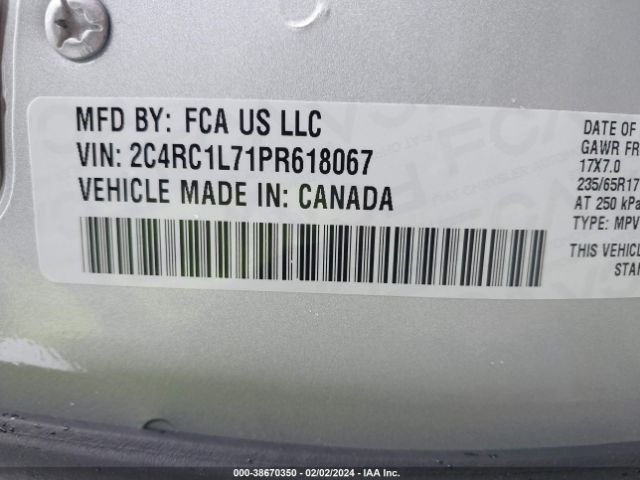 MFD BY: FCA US LLC
VIN: 2C4RC1L71PR618067
VEHICLE MADE IN: CANADA
DATE OF
GAWR FR
17X7.0
235/65R17
AT 250 kPa
TYPE: MPV
THIS VEHICL
STAN
000-38670350 - 02/02/2024 - IAA Inc.